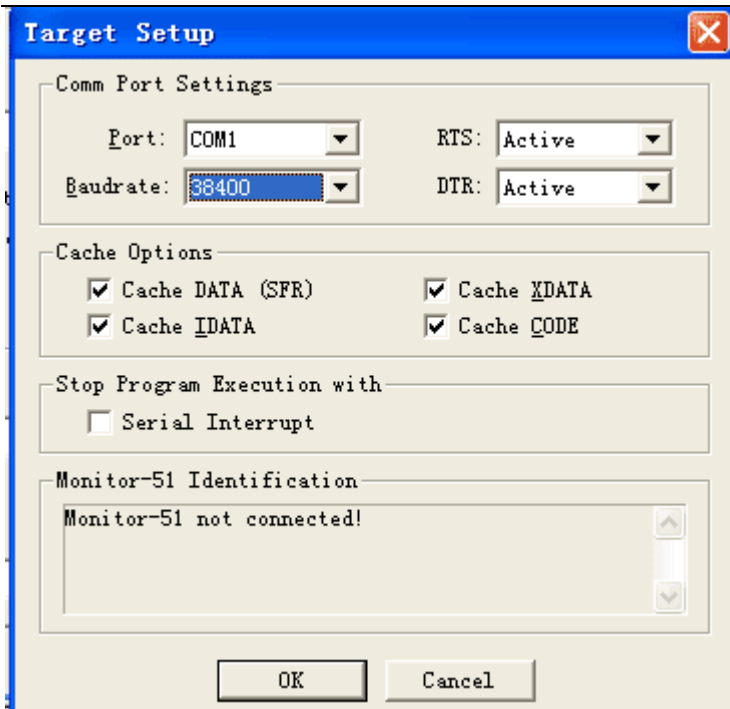 Target Setup
Comm Port Settings
Port: COM1 RTS: Active
Baudrate: 38400 DTR: Active
Cache Options
Cache DATA (SFR) Cache XDATA
Cache IDATA Cache CODE
Stop Program Execution with
Serial Interrupt
Monitor-51 Identification
Monitor-51 not connected!
OK Cancel